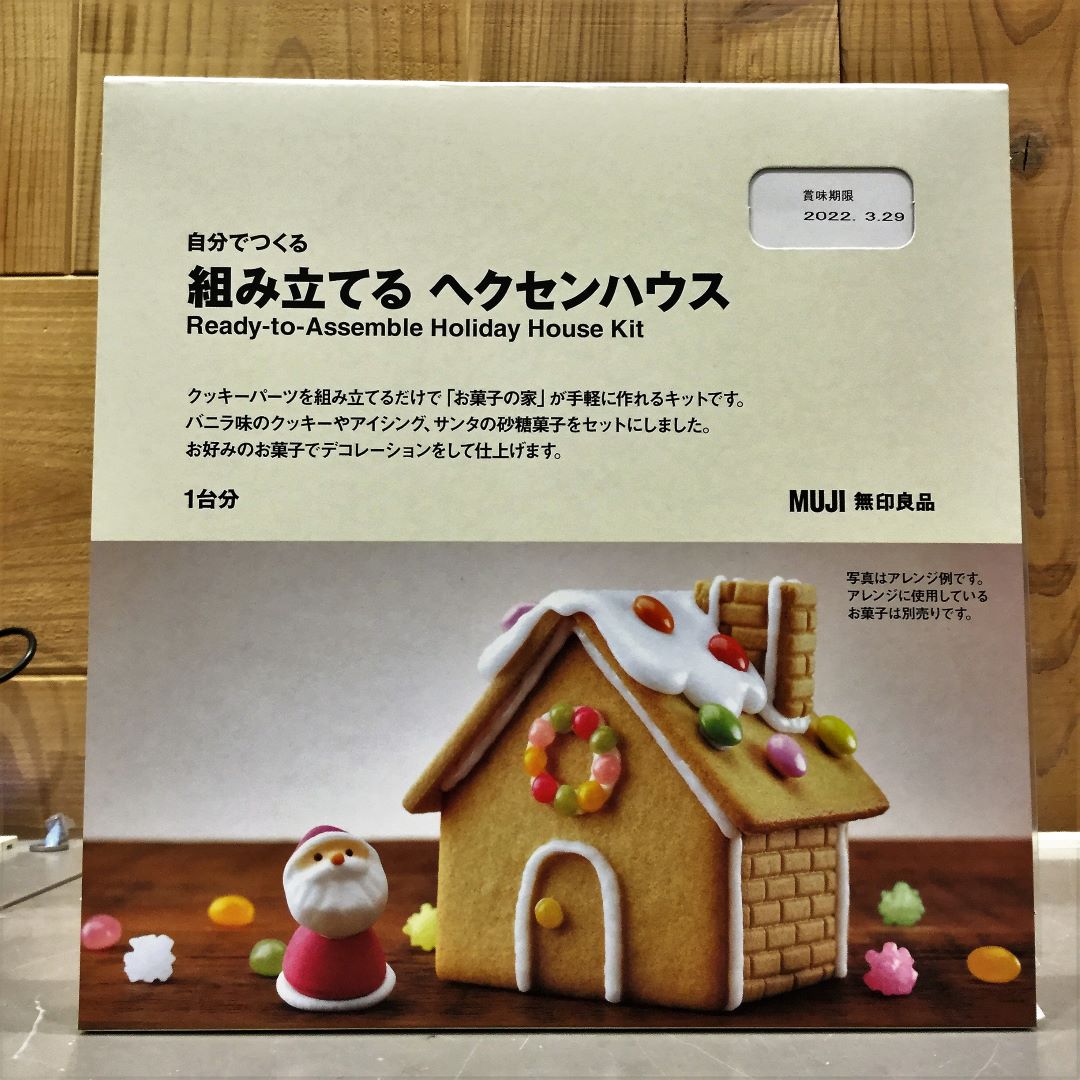 賞味期限
2022. 3.29
自分でつくる
組み立てる ヘクセンハウス
Ready-to-Assemble Holiday House Kit
クッキーパーツを組み立てるだけで「お菓子の家」が手軽に作れるキットです。
バニラ味のクッキーやアイシング、サンタの砂糖菓子をセットにしました。
お好みのお菓子でデコレーションをして仕上げます。
1台分
MUJI 無印良品
写真はアレンジ例です。
アレンジに使用している
お菓子は別売りです。